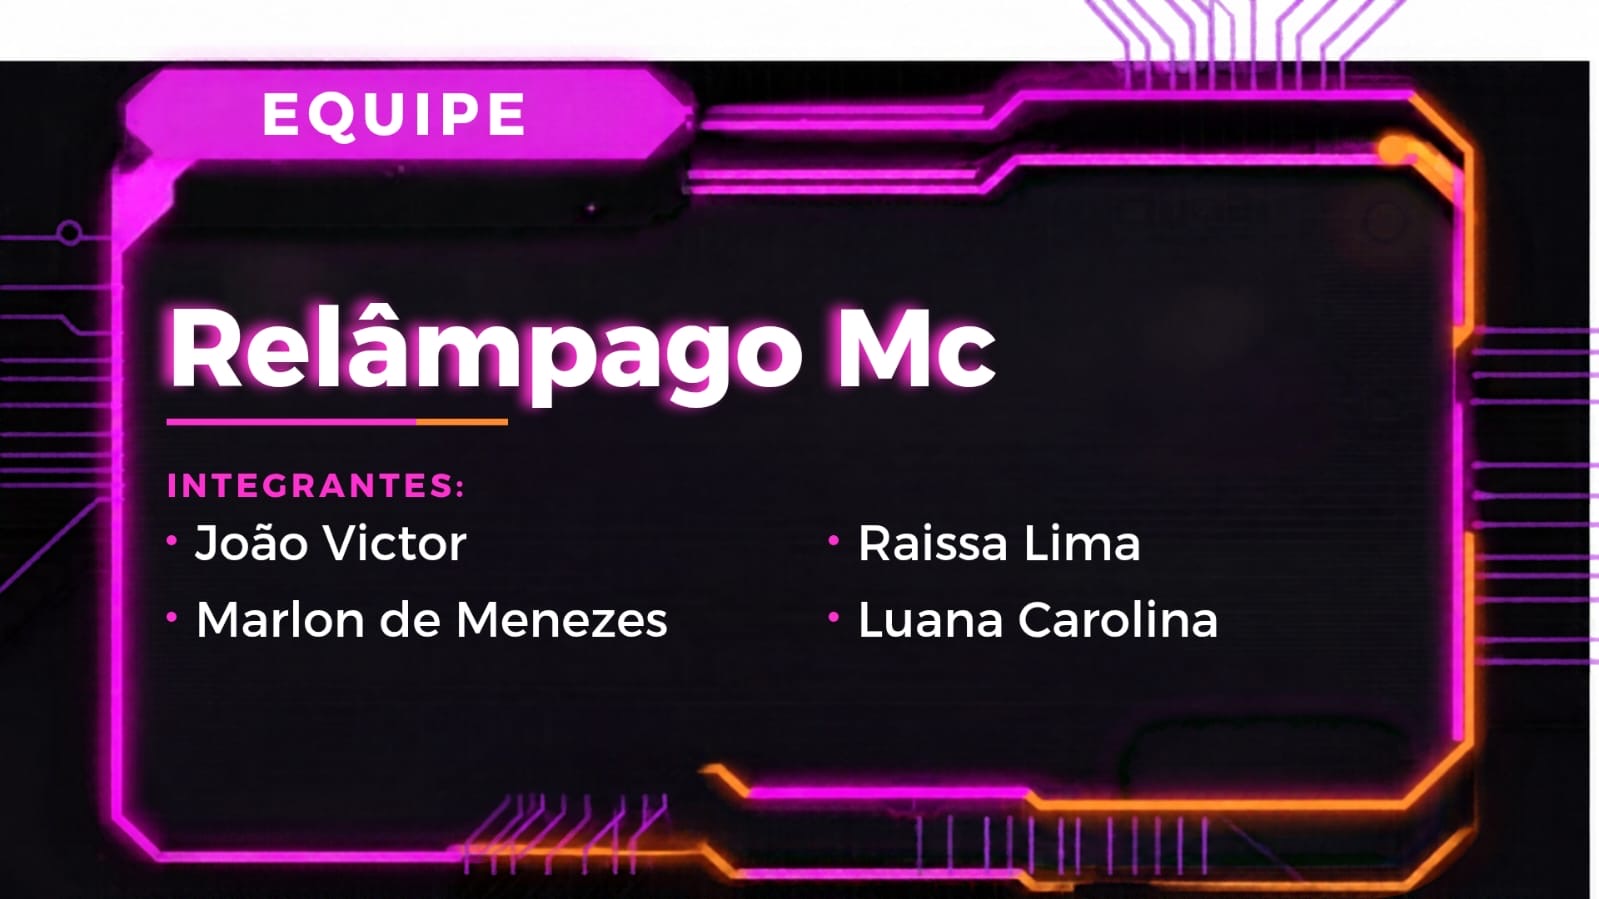 EQUIPE
Relâmpago Mc
INTEGRANTES:
• João Victor
• Marlon de Menezes
• Raissa Lima
• Luana Carolina